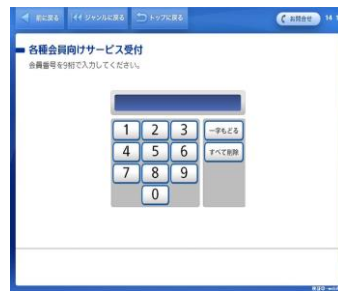 前に戻る ジャンルに戻る トップに戻る お問合せ 14
各種会員向けサービス受付
会員番号を9桁で入力してください。
1 2 3 一字もどる
4 5 6 すべて削除
7 8 9
0